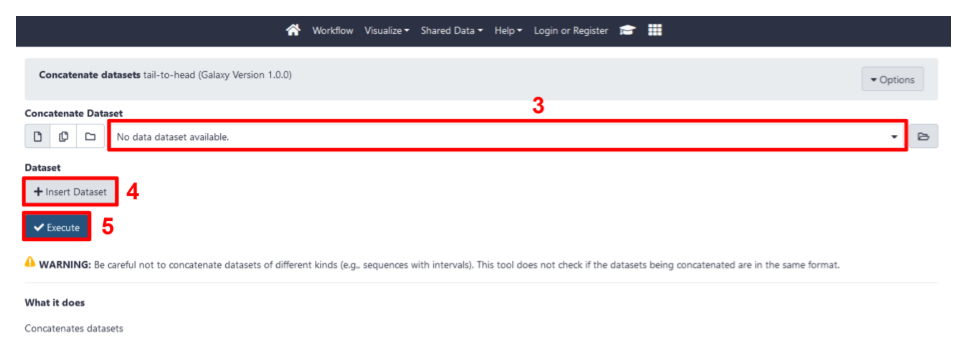 Workflow Visualize Shared Data Help Login or Register
Concatenate datasets tail-to-head (Galaxy Version 1.0.0)
Options
3
Concatenate Dataset
No data dataset available.
Dataset
Insert Dataset 4
Execute 5
WARNING: Be careful not to concatenate datasets of different kinds (e.g., sequences with intervals). This tool does not check if the datasets being concatenated are in the same format.
What it does
Concatenates datasets